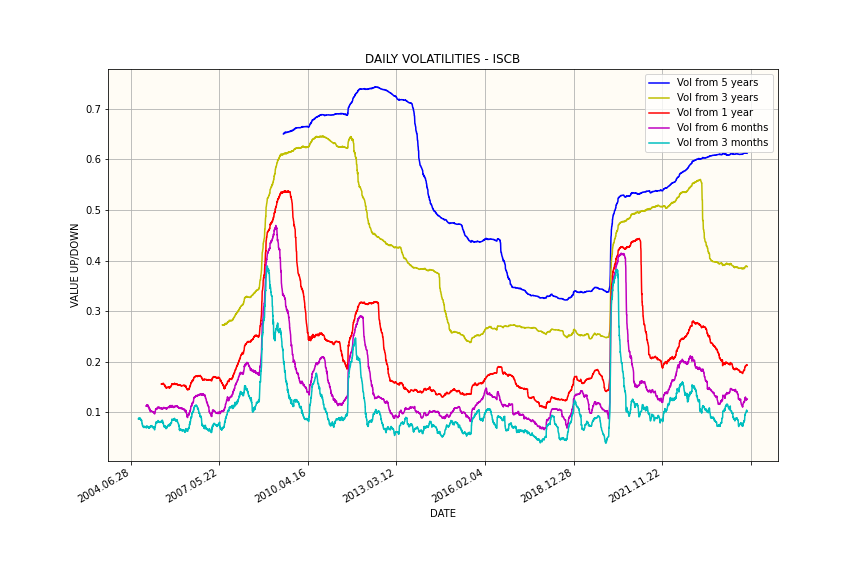 DAILY VOLATILITIES - ISCB
Vol from 5 years
Vol from 3 years
Vol from 1 year
Vol from 6 months
Vol from 3 months
VALUE UP/DOWN
0.7
0.6
0.5
0.4
0.3
0.2
0.1
2004.06.28
2007.05.22
2010.04.16
2013.03.12
2016.02.04
2018.12.28
2021.11.22
DATE